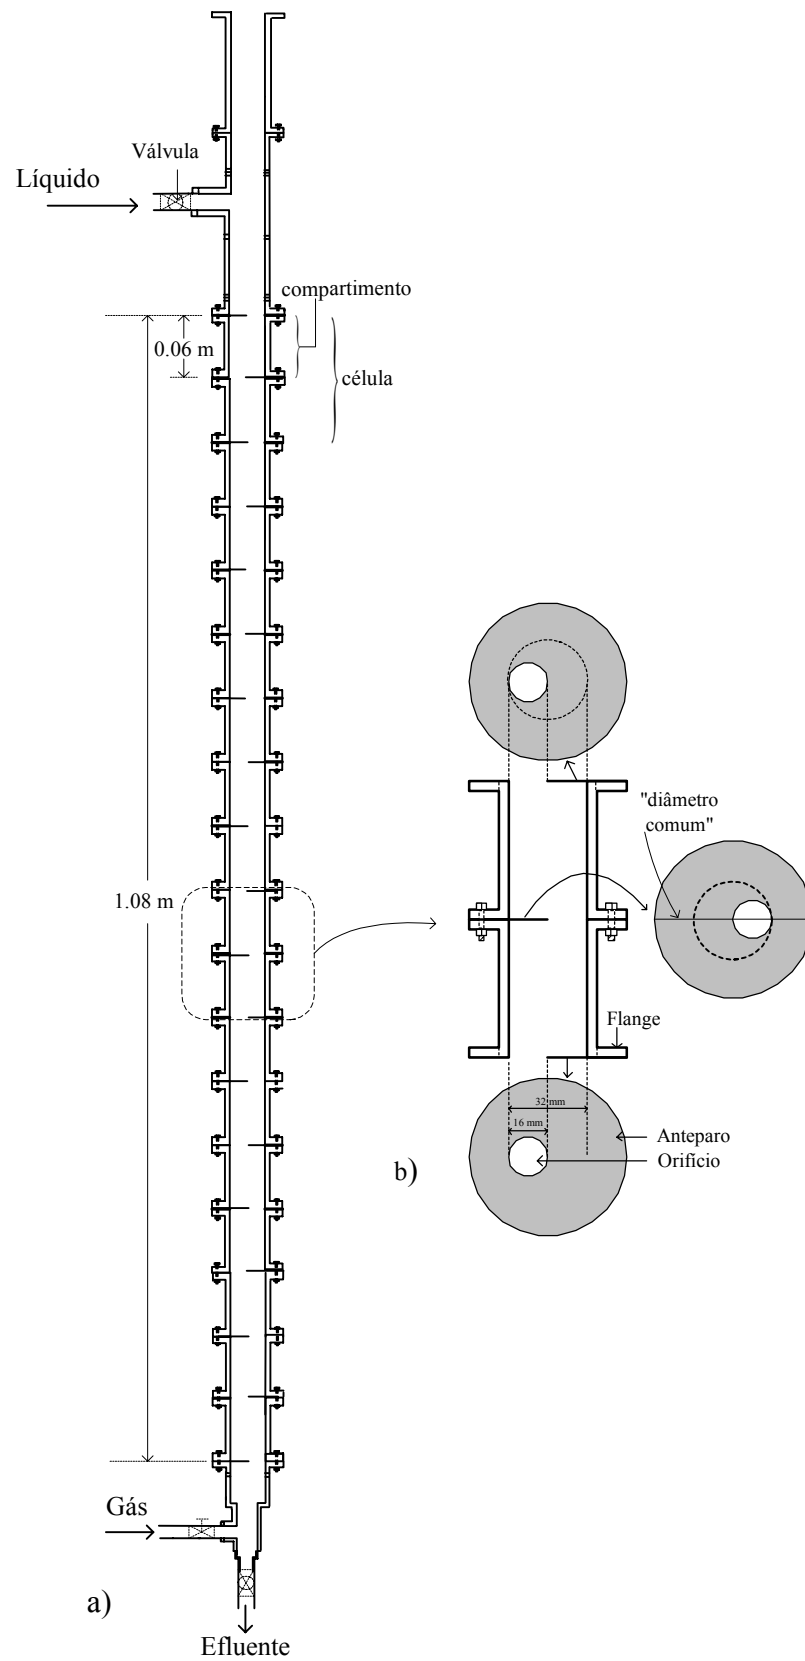 Válvula
Líquido
compartimento
0.06 m
célula
1.08 m
"diâmetro
comum"
Flange
32 mm
16 mm
Anteparo
Orifício
b)
Gás
a)
Efluente